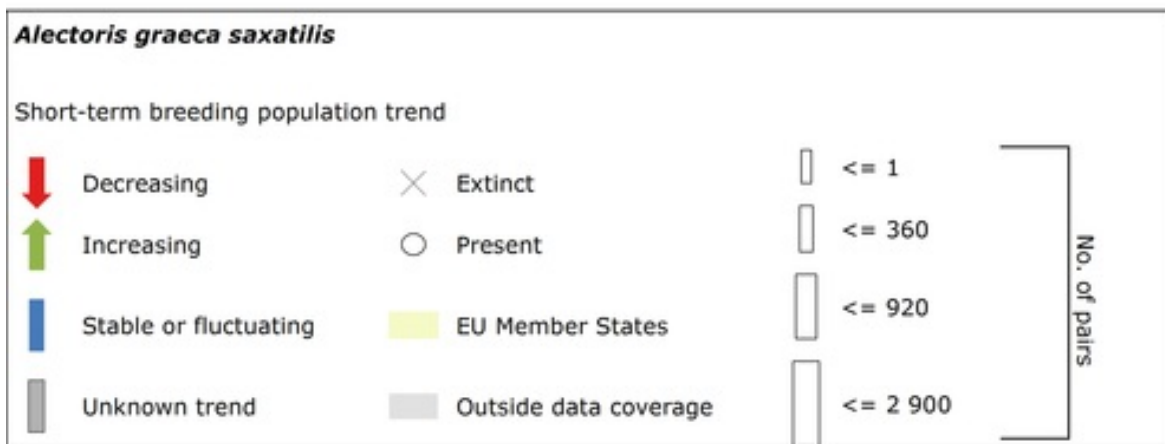 Alectoris graeca saxatilis
Short-term breeding population trend
Decreasing
Increasing
Stable or fluctuating
Unknown trend
Extinct
Present
EU Member States
Outside data coverage
<= 1
<= 360
<= 920
<= 2 900
No. of pairs